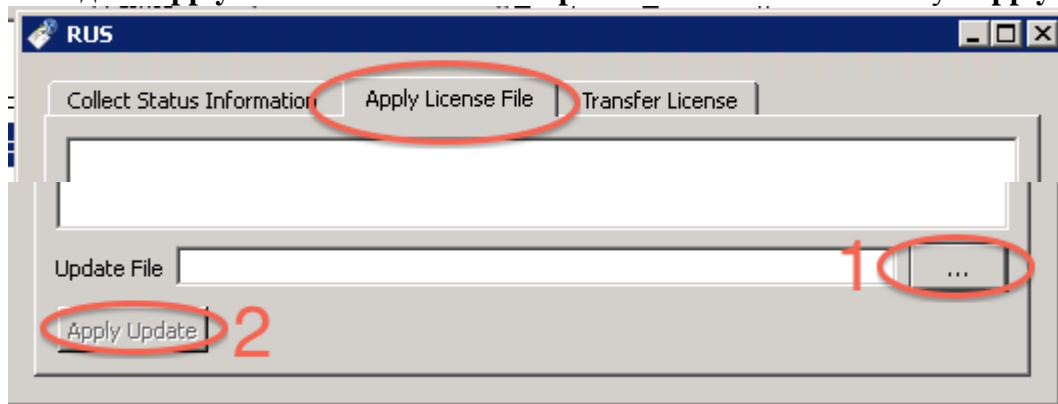 RUS
Collect Status Information Apply License File Transfer License
Update File 1 ...
Apply Update 2